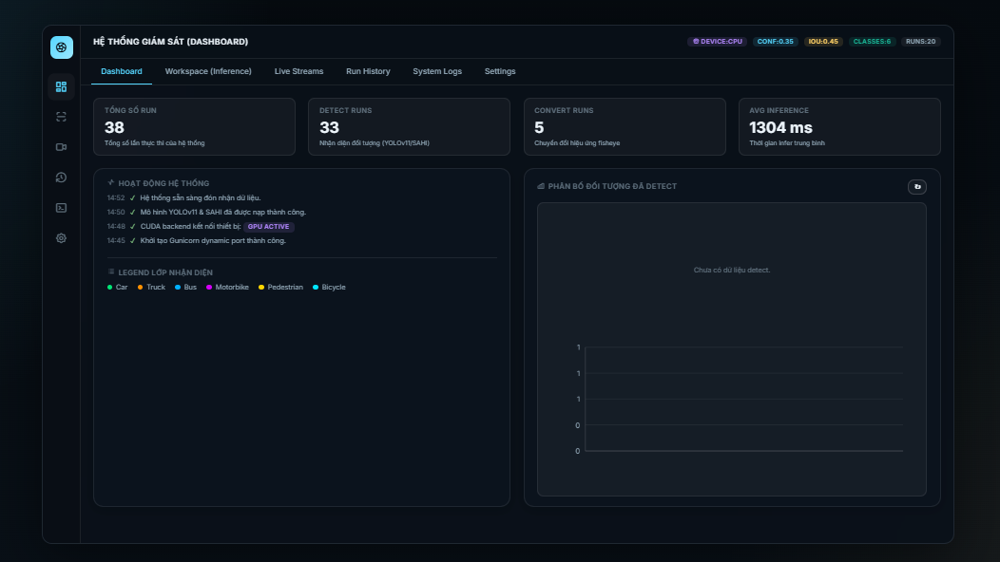 HỆ THỐNG GIÁM SÁT (DASHBOARD)
DEVICE:CPU CONF:0.35 IOU:0.45 CLASSES:6 RUNS:20
Dashboard Workspace (Inference) Live Streams Run History System Logs Settings
TỔNG SỐ RUN
38
Tổng số lần thực thi của hệ thống
DETECT RUNS
33
Nhận diện đối tượng (YOLOv11/SAHI)
CONVERT RUNS
5
Chuyển đổi hiệu ứng fisheye
AVG INFERENCE
1304 ms
Thời gian infer trung bình
HOẠT ĐỘNG HỆ THỐNG
14:52 ✓ Hệ thống sẵn sàng đón nhận dữ liệu.
14:50 ✓ Mô hình YOLOv11 & SAHI đã được nạp thành công.
14:48 ✓ CUDA backend kết nối thiết bị: GPU ACTIVE
14:45 ✓ Khởi tạo Gunicorn dynamic port thành công.
LEGEND LỚP NHẬN DIỆN
Car Truck Bus Motorbike Pedestrian Bicycle
PHÂN BỐ ĐỐI TƯỢNG ĐÃ DETECT
Chưa có dữ liệu detect.
1
1
1
0
0